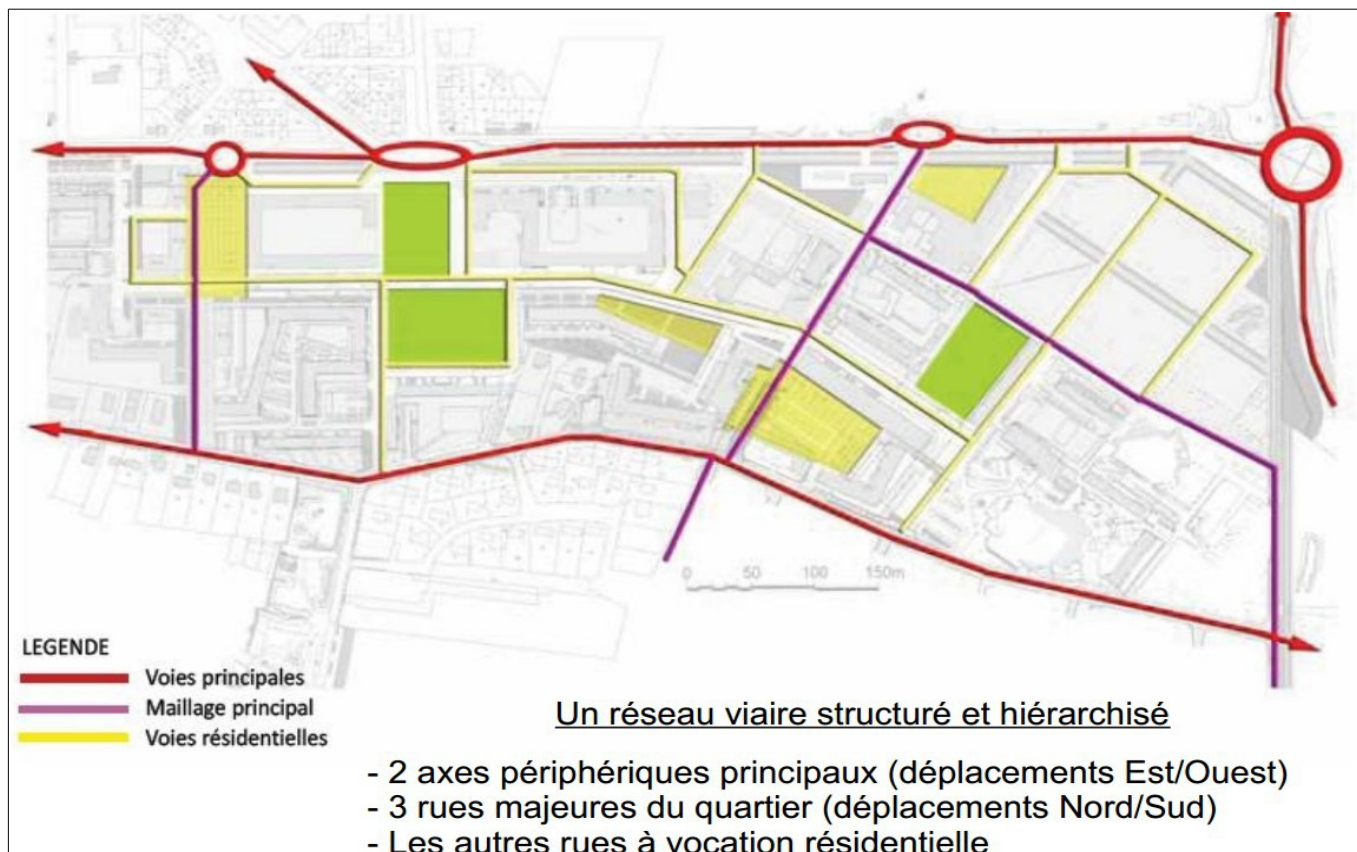 0 50 100 150m
LEGENDE
Voies principales
Maillage principal
Voies résidentielles
Un réseau viaire structuré et hiérarchisé
- 2 axes périphériques principaux (déplacements Est/Ouest)
- 3 rues majeures du quartier (déplacements Nord/Sud)
- Les autres rues à vocation résidentielle